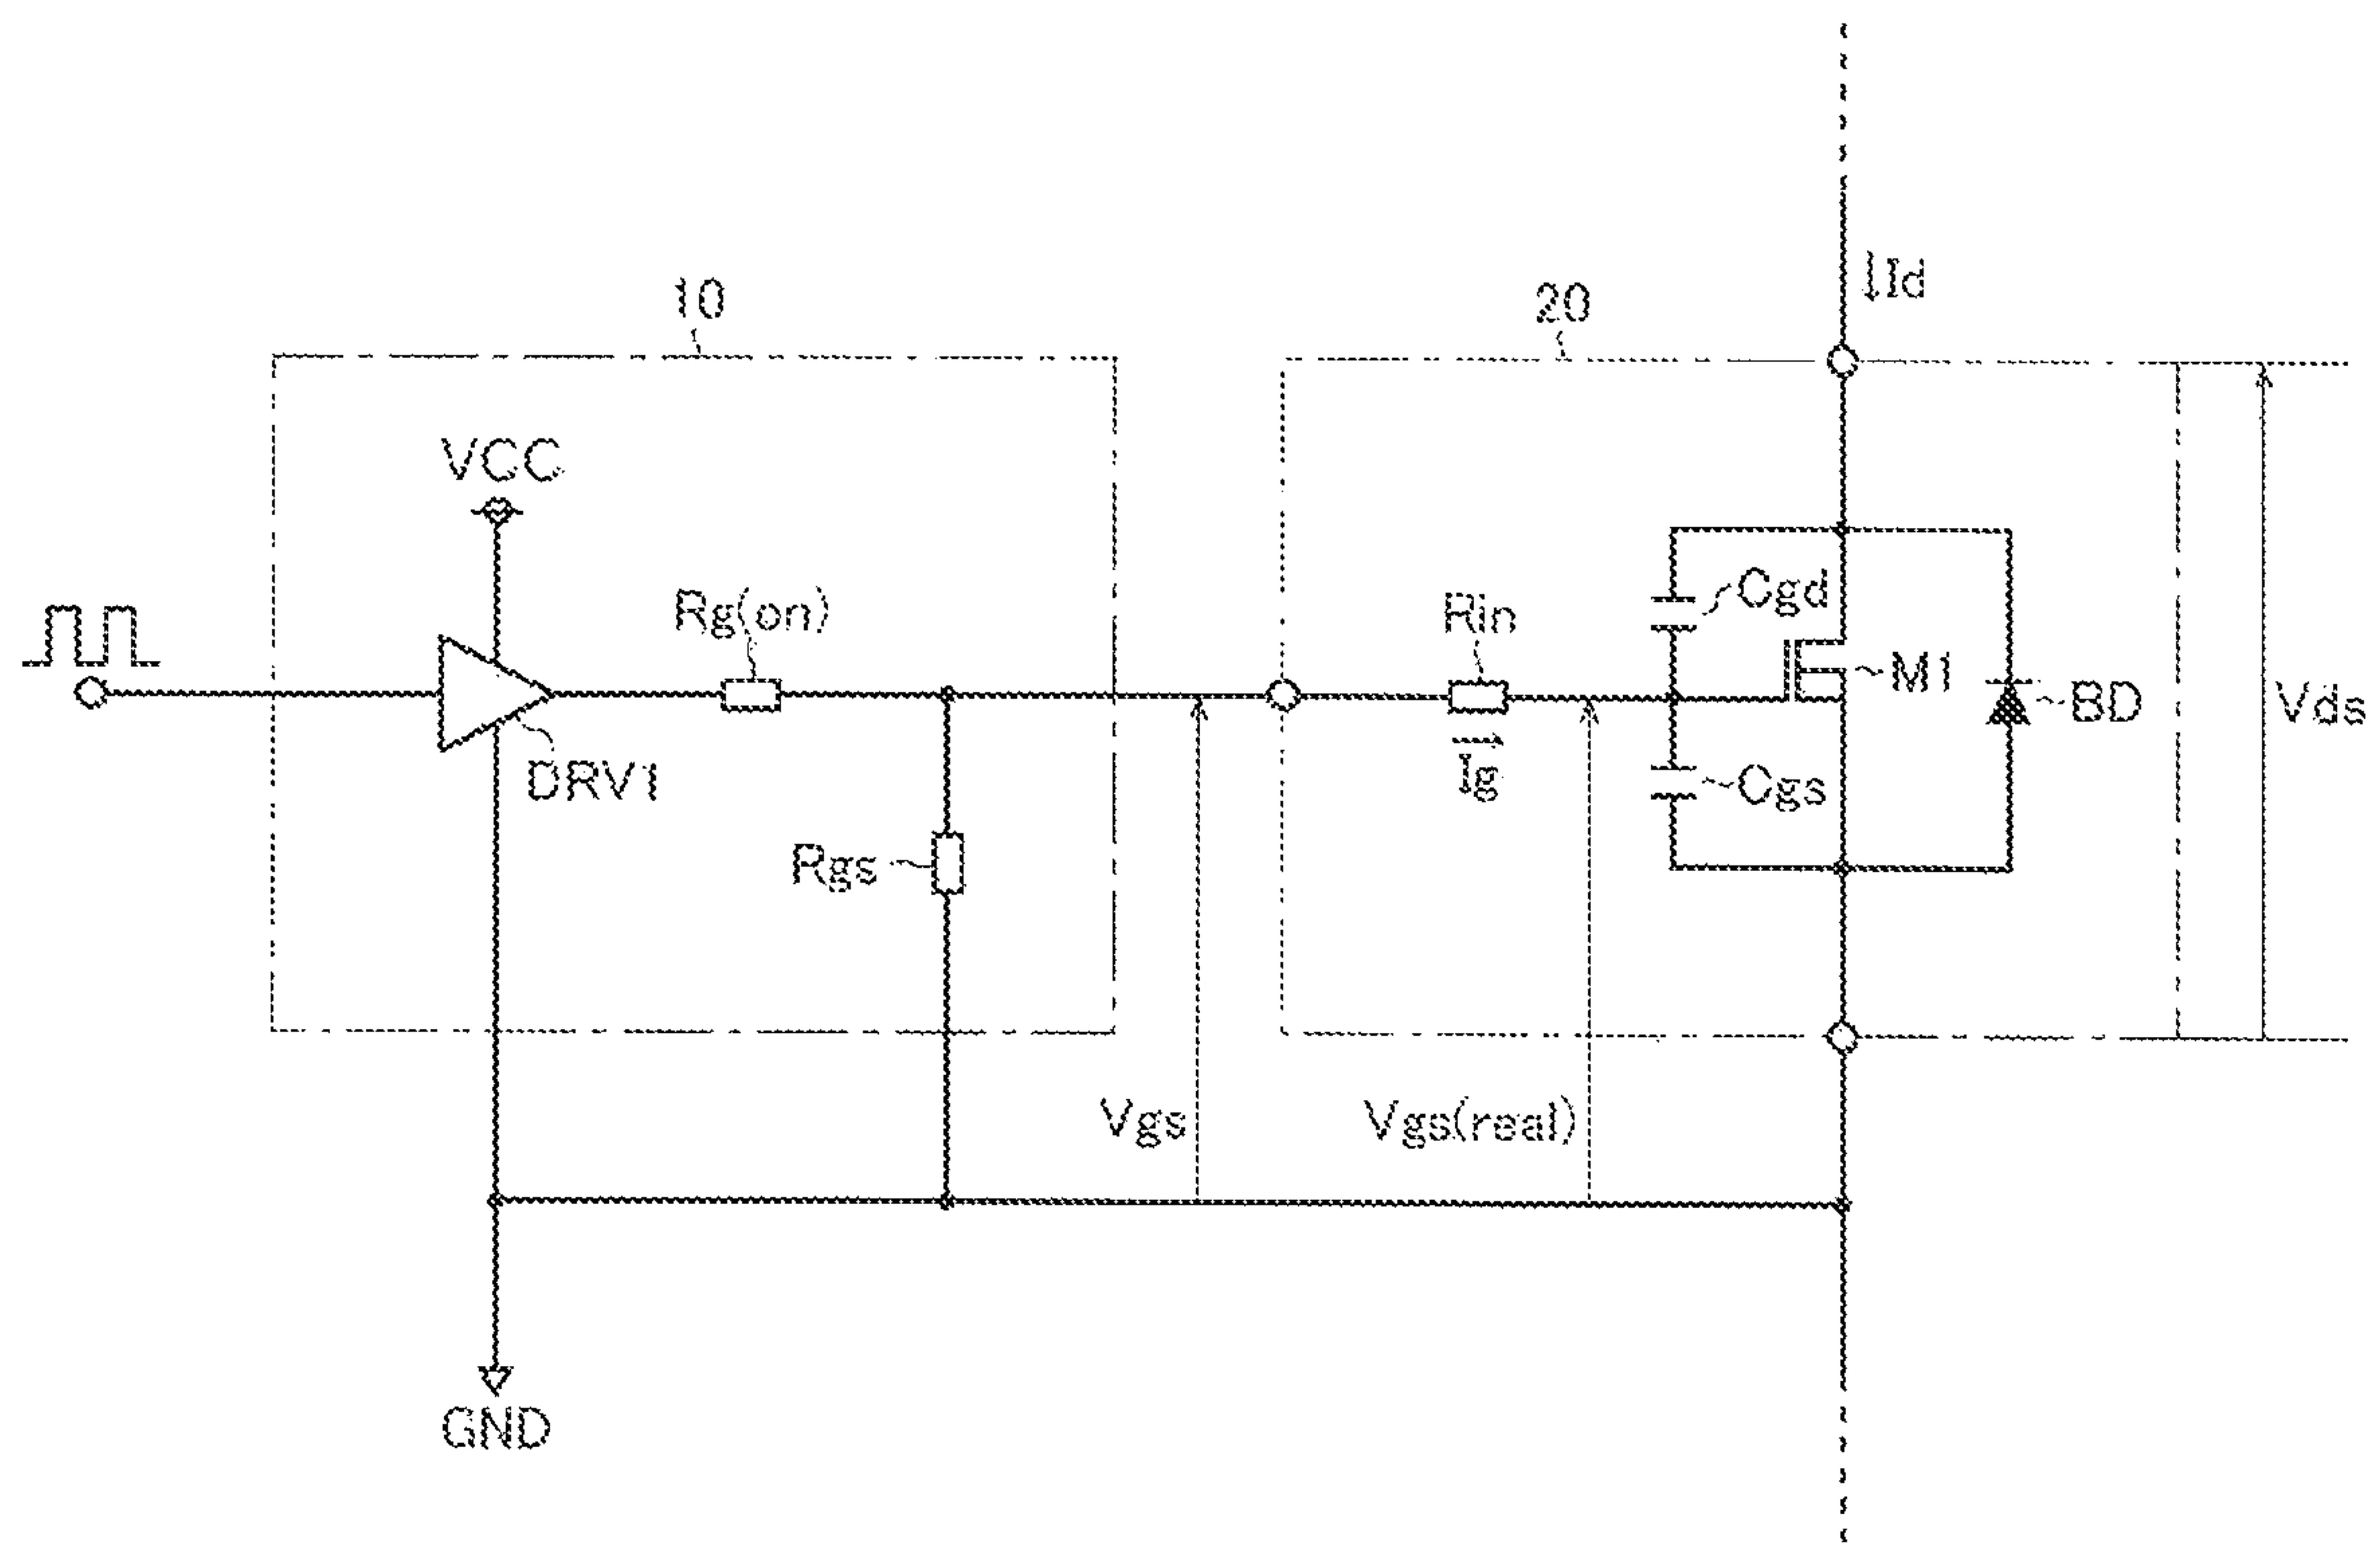 10
20
Id
VCC
Rg(on)
Rin
Cgd
M1
BD
Vds
DRV1
Ig
Cgs
Rgs
Vgs
Vgs(real)
GND